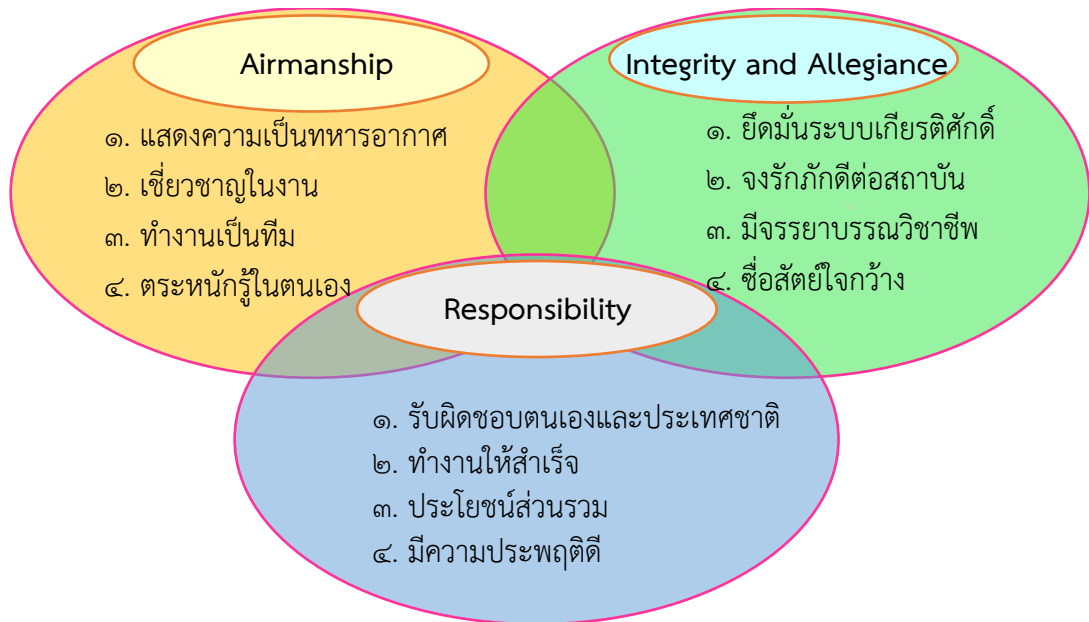 Airmanship
๑. แสดงความเป็นทหารอากาศ
๒. เชี่ยวชาญในงาน
๓. ทำงานเป็นทีม
๔. ตระหนักรู้ในตนเอง
Integrity and Allegiance
๑. ยึดมั่นระบบเกียรติศักดิ์
๒. จงรักภักดีต่อสถาบัน
๓. มีจรรยาบรรณวิชาชีพ
๔. ซื่อสัตย์ใจกว้าง
Responsibility
๑. รับผิดชอบตนเองและประเทศชาติ
๒. ทำงานให้สำเร็จ
๓. ประโยชน์ส่วนรวม
๔. มีความประพฤติดี